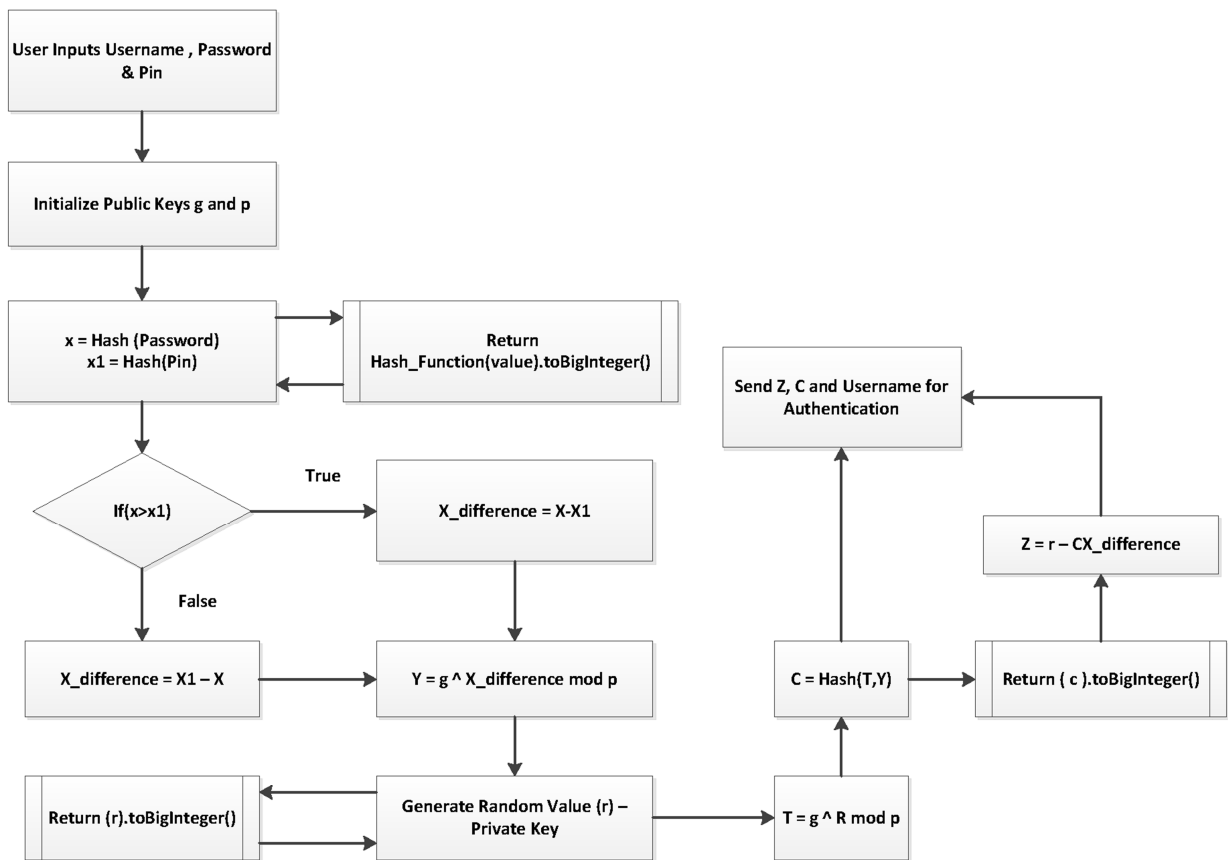 User Inputs Username , Password
& Pin
Initialize Public Keys g and p
x = Hash (Password)
x1 = Hash(Pin)
Return
Hash_Function(value).toBigInteger()
If(x>x1)
True
X_difference = X-X1
False
X_difference = X1 – X
Y = g ^ X_difference mod p
Return (r).toBigInteger()
Generate Random Value (r) –
Private Key
T = g ^ R mod p
C = Hash(T,Y)
Return ( c ).toBigInteger()
Z = r – CX_difference
Send Z, C and Username for
Authentication